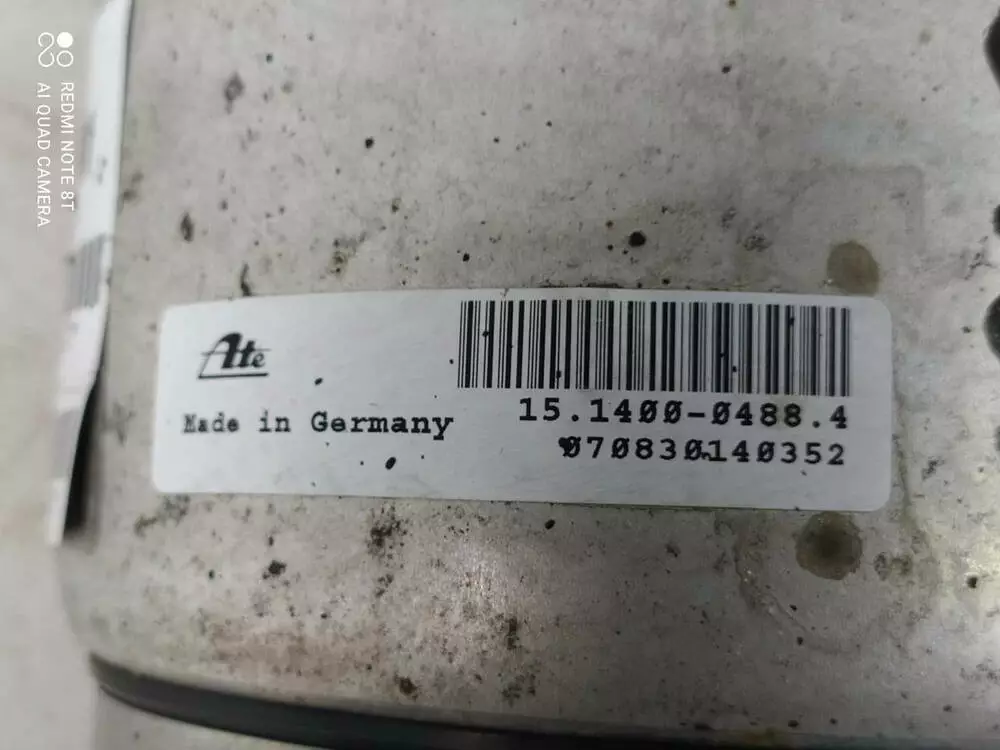 REDMI NOTE 8T
AI QUAD CAMERA
Ate
Made in Germany
15.1400-0488.4
070830140352